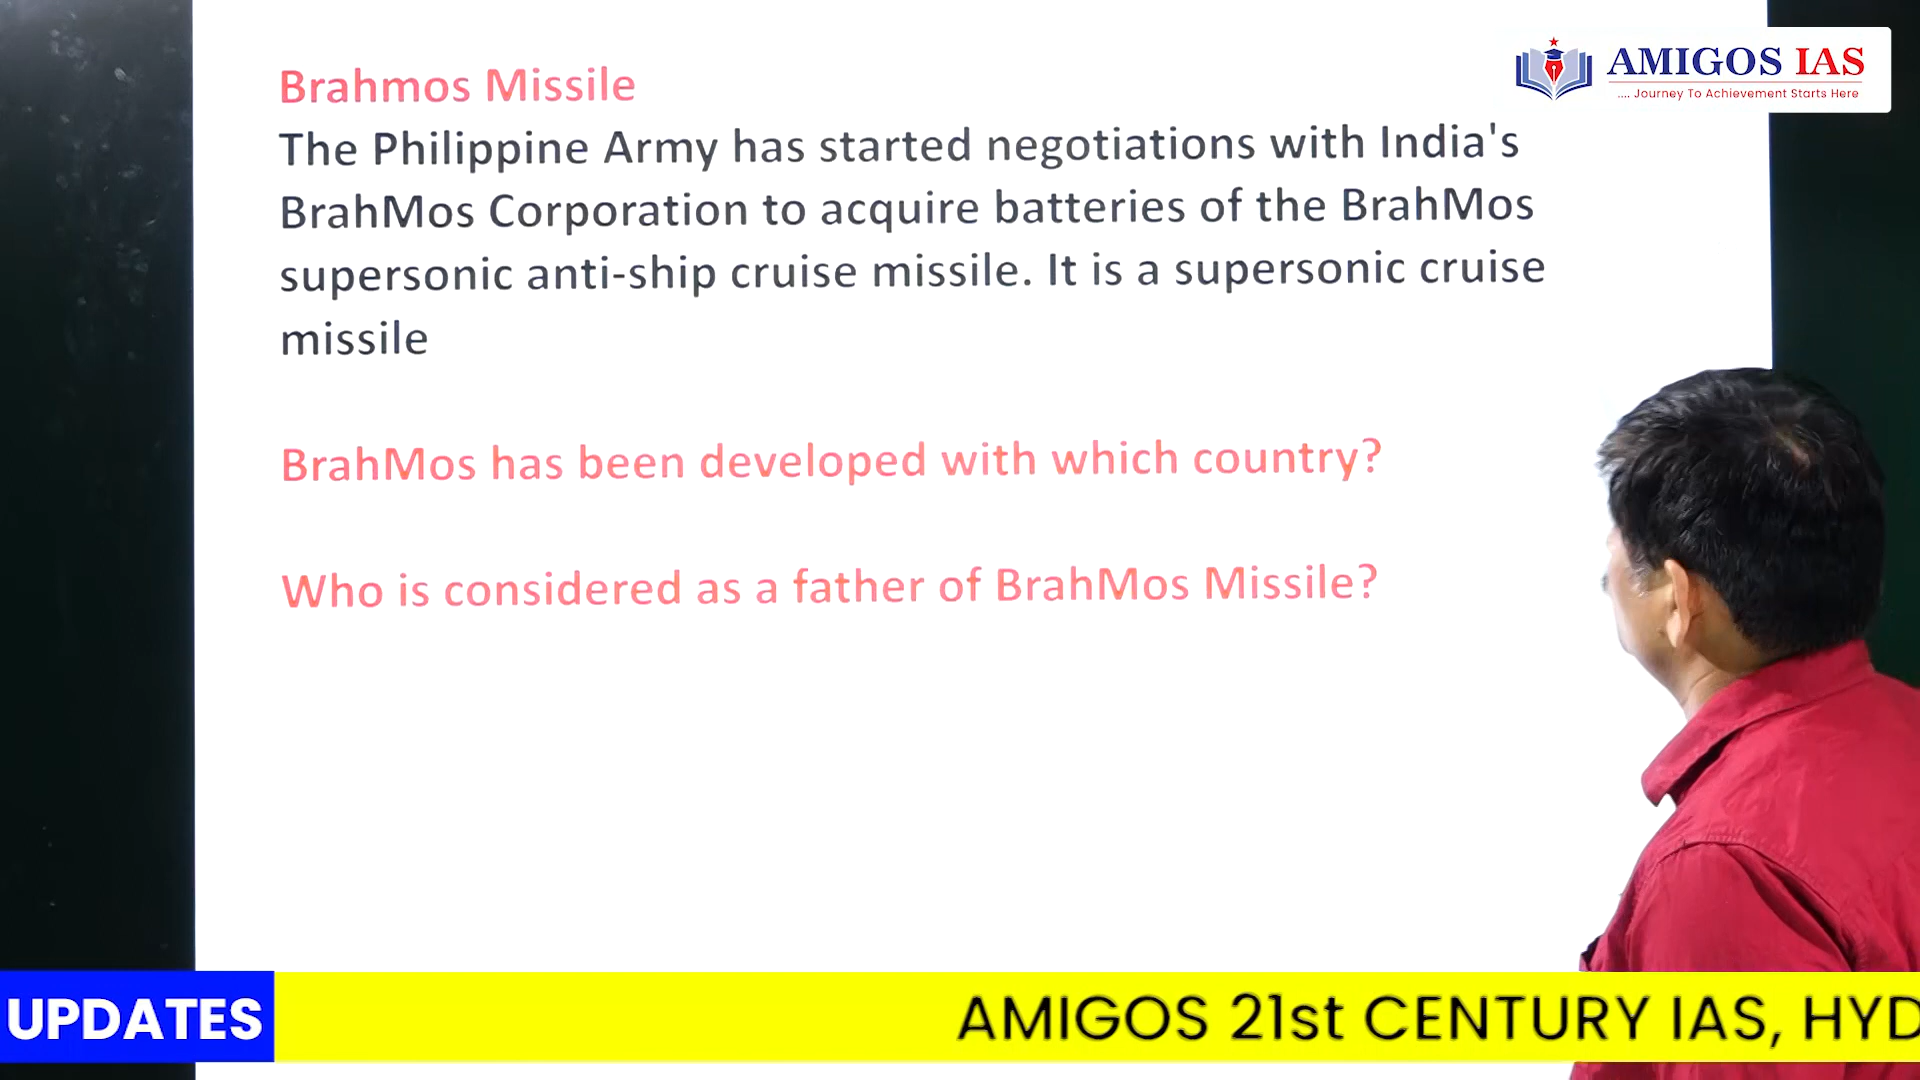 AMIGOS IAS
.... Journey To Achievement Starts Here
Brahmos Missile
The Philippine Army has started negotiations with India's
BrahMos Corporation to acquire batteries of the BrahMos
supersonic anti-ship cruise missile. It is a supersonic cruise
missile
BrahMos has been developed with which country?
Who is considered as a father of BrahMos Missile?
UPDATES
AMIGOS 21st CENTURY IAS, HYD